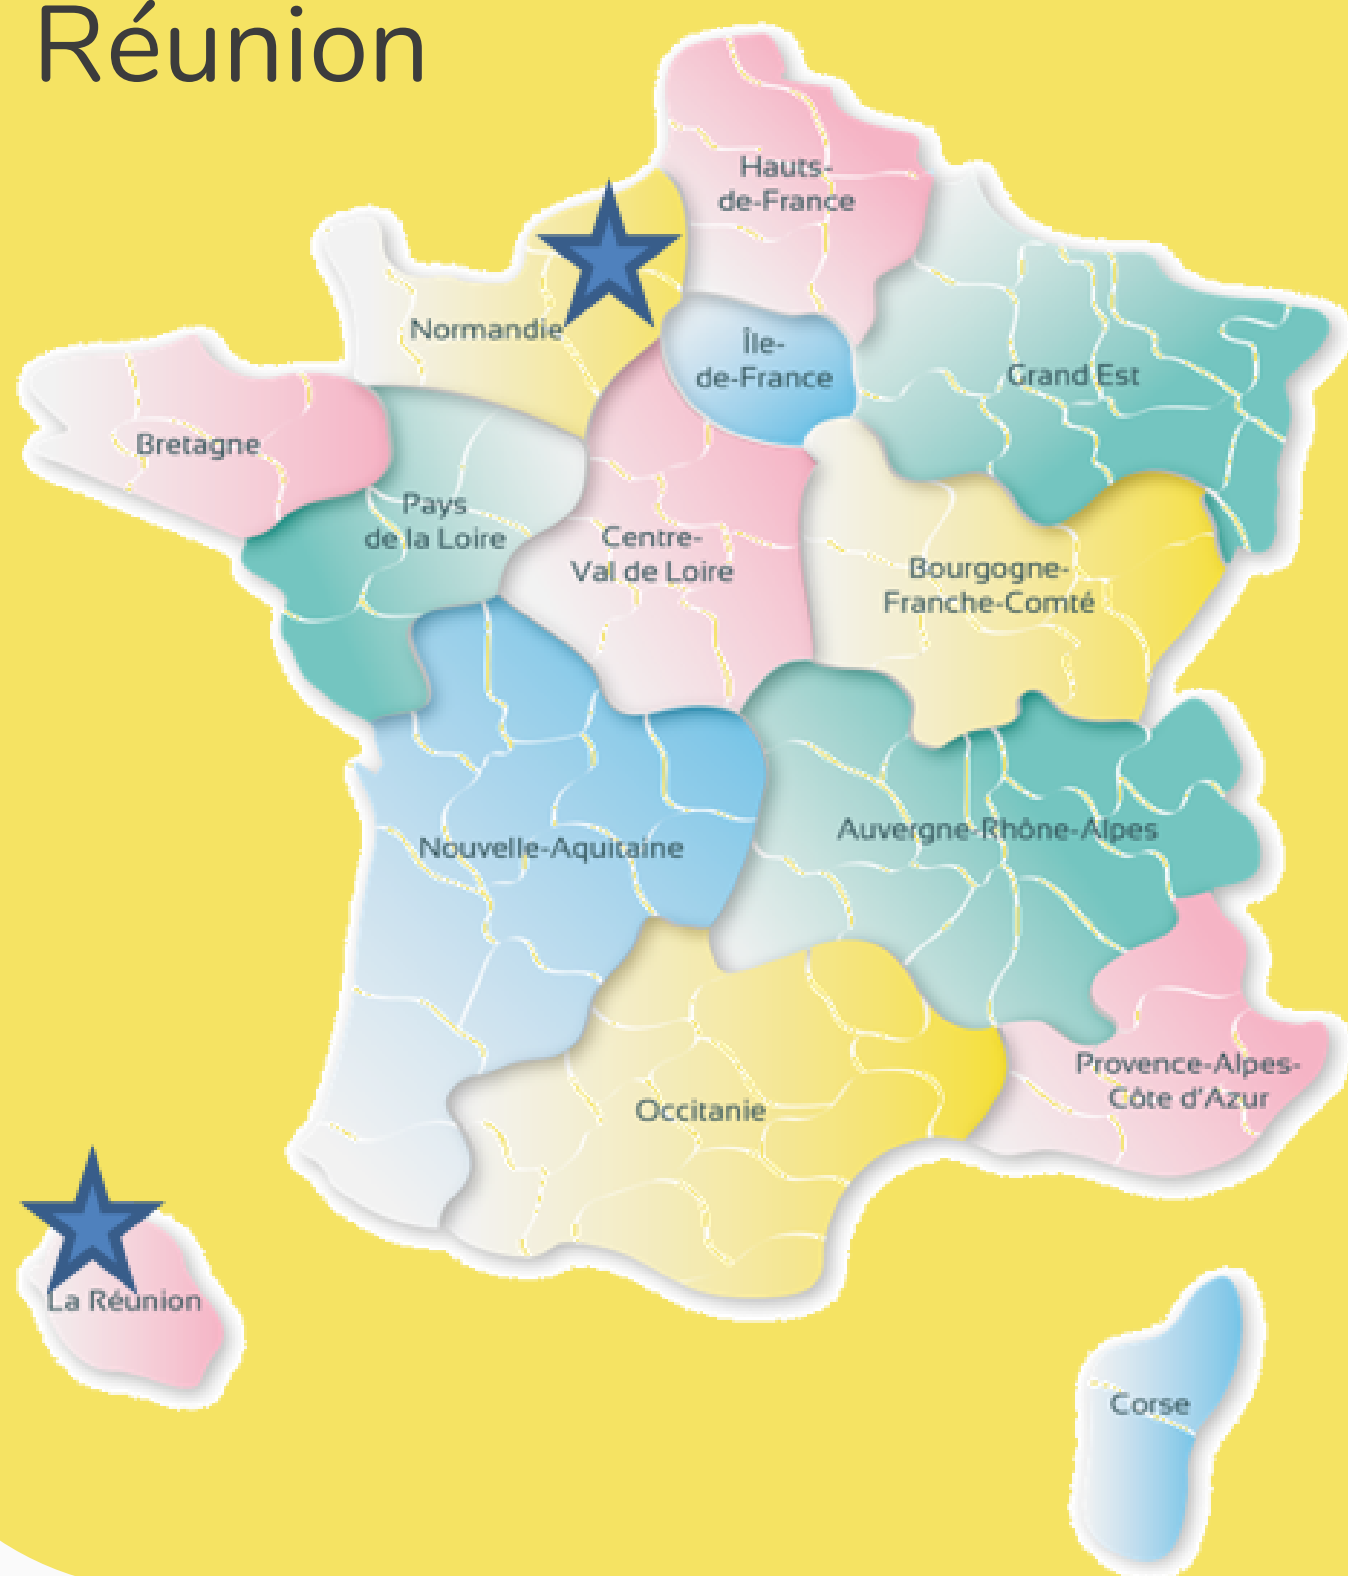 Réunion
Hauts-
de-France
Normandie
Île-
de-France
Grand Est
Bretagne
Pays
de la Loire
Centre-
Val de Loire
Bourgogne-
Franche-Comté
Nouvelle-Aquitaine
Auvergne-Rhône-Alpes
Provence-Alpes-
Côte d'Azur
Occitanie
La Réunion
Corse